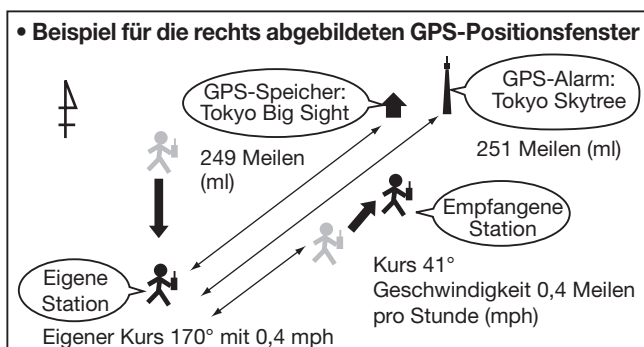 • Beispiel für die rechts abgebildeten GPS-Positionsfenster
GPS-Speicher:
Tokyo Big Sight
GPS-Alarm:
Tokyo Skytree
249 Meilen
(ml)
251 Meilen (ml)
Empfangene
Station
Eigene
Station
Kurs 41°
Geschwindigkeit 0,4 Meilen
pro Stunde (mph)
Eigener Kurs 170° mit 0,4 mph